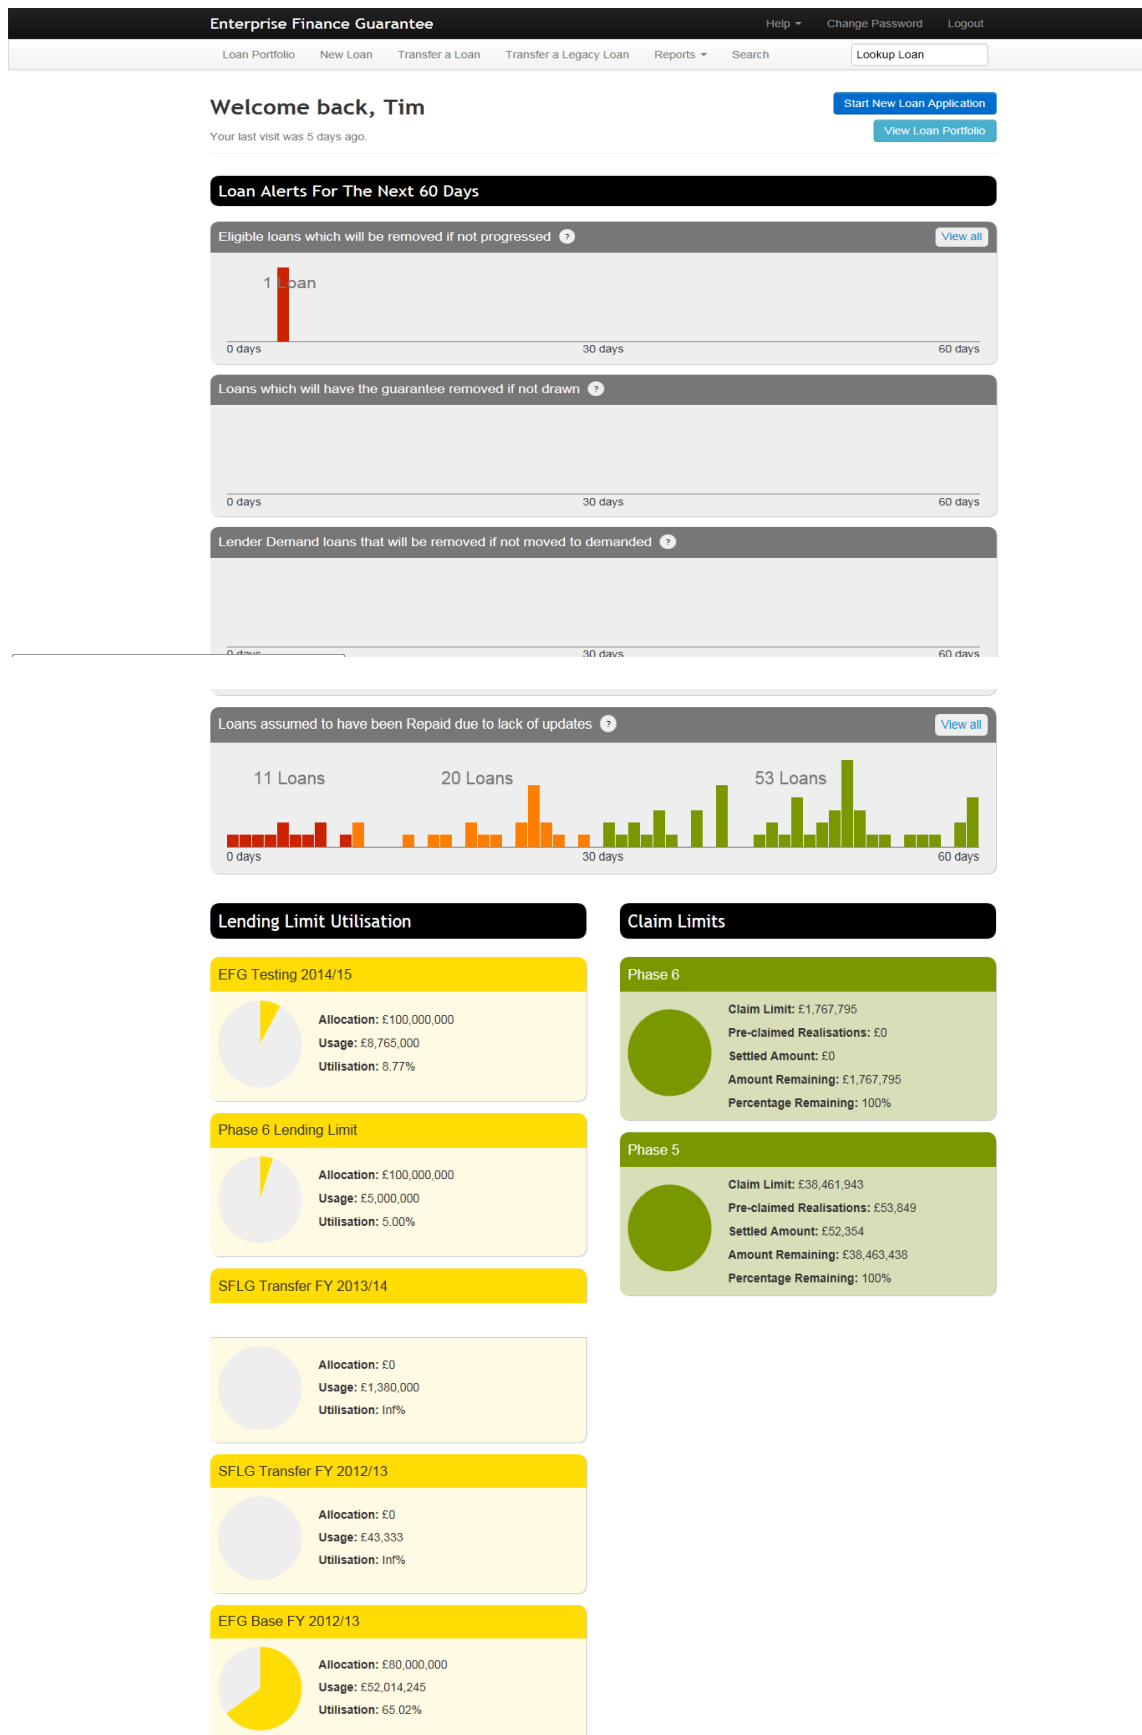 Enterprise Finance Guarantee Help Change Password Logout
Loan Portfolio New Loan Transfer a Loan Transfer a Legacy Loan Reports Search Lookup Loan
Welcome back, Tim
Start New Loan Application
Your last visit was 5 days ago.
View Loan Portfolio
Loan Alerts For The Next 60 Days
Eligible loans which will be removed if not progressed ? View all
1 Loan
0 days 30 days 60 days
Loans which will have the guarantee removed if not drawn ?
0 days 30 days 60 days
Lender Demand loans that will be removed if not moved to demanded ?
0 days 30 days 60 days
Loans assumed to have been Repaid due to lack of updates ? View all
11 Loans 20 Loans 53 Loans
0 days 30 days 60 days
Lending Limit Utilisation
EFG Testing 2014/15
Allocation: £100,000,000
Usage: £8,765,000
Utilisation: 8.77%
Phase 6 Lending Limit
Allocation: £100,000,000
Usage: £5,000,000
Utilisation: 5.00%
SFLG Transfer FY 2013/14
Allocation: £0
Usage: £1,380,000
Utilisation: Inf%
SFLG Transfer FY 2012/13
Allocation: £0
Usage: £43,333
Utilisation: Inf%
EFG Base FY 2012/13
Allocation: £80,000,000
Usage: £52,014,245
Utilisation: 65.02%
Claim Limits
Phase 6
Claim Limit: £1,767,795
Pre-claimed Realisations: £0
Settled Amount: £0
Amount Remaining: £1,767,795
Percentage Remaining: 100%
Phase 5
Claim Limit: £38,461,943
Pre-claimed Realisations: £53,849
Settled Amount: £52,354
Amount Remaining: £38,463,438
Percentage Remaining: 100%